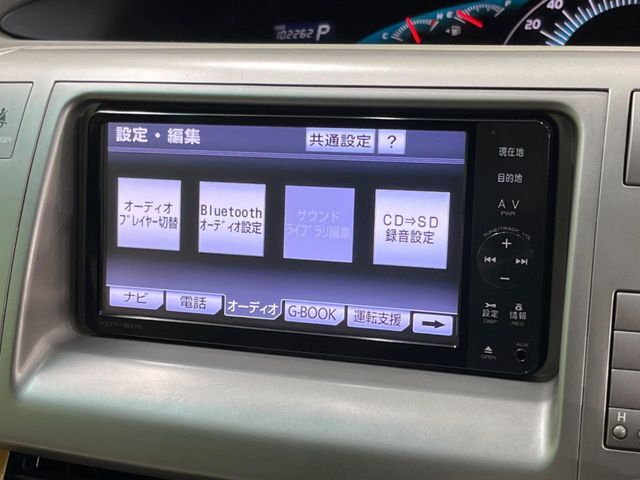 102262 P
E
F
20
40
設定・編集
共通設定
?
オーディオ
プレイヤー切替
Bluetooth
オーディオ設定
サウンド
ライブラリ編集
CD⇒SD
録音設定
ナビ
電話
オーディオ
G-BOOK
運転支援
現在地
目的地
A V
PWR
TUNE/TRACK
VOL
+
−
設定
DISP
情報
REC
OPEN
AUX
H